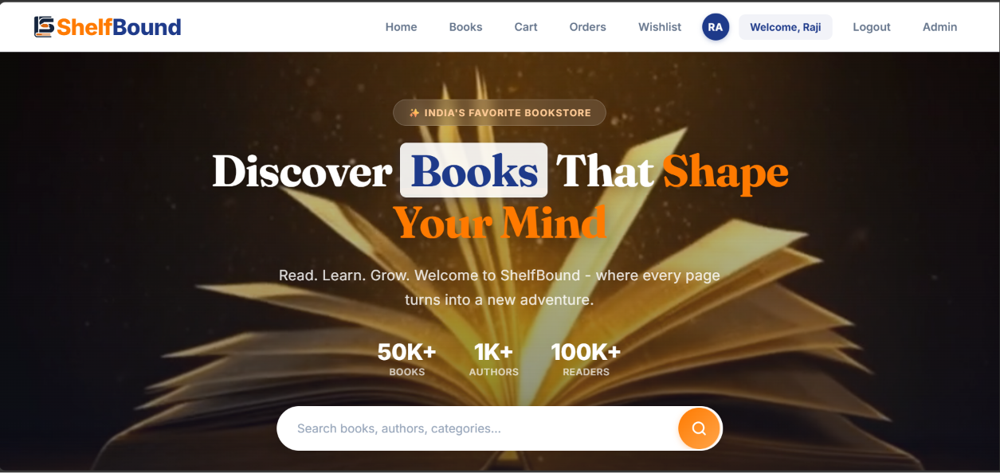 ShelfBound
Home Books Cart Orders Wishlist RA Welcome, Raji Logout Admin
✨ INDIA'S FAVORITE BOOKSTORE
Discover Books That Shape
Your Mind
Read. Learn. Grow. Welcome to ShelfBound - where every page
turns into a new adventure.
50K+ 1K+ 100K+
BOOKS AUTHORS READERS
Search books, authors, categories...